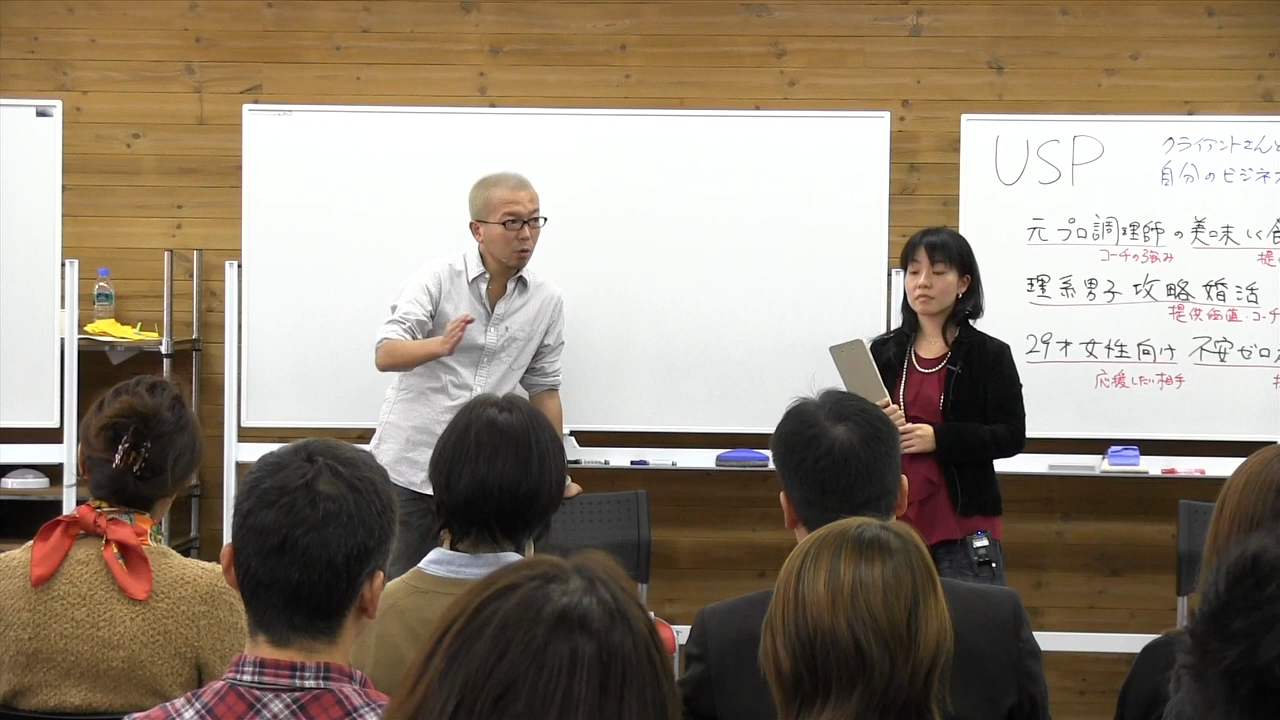 USP
クライアントさんと
自分のビジネス
元プロ調理師の美味しく
コーチの強み
提供
理系男子攻略婚活
提供価値・コーチ
29才女性向け 不安ゼロ
応援したい相手